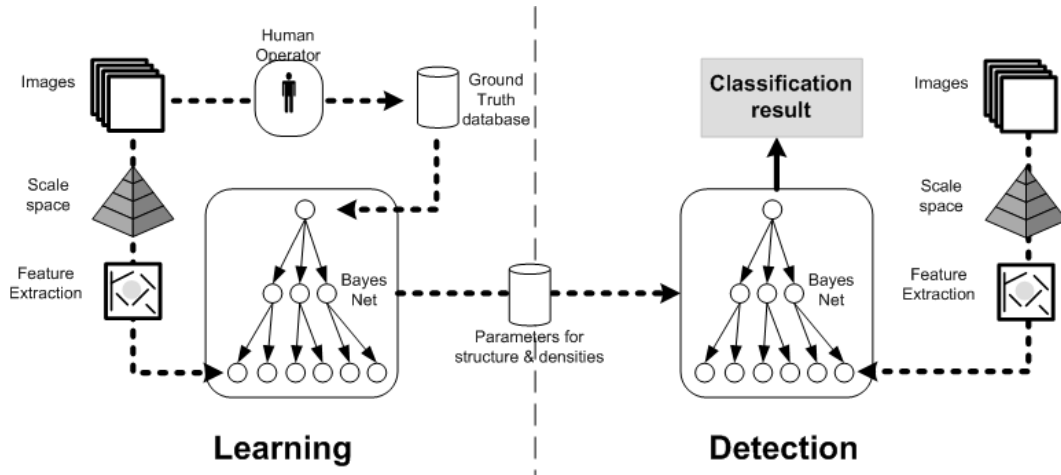 Human
Operator
Images
Ground
Truth
database
Scale
space
Feature
Extraction
Bayes
Net
Learning
Parameters for
structure & densities
Classification
result
Images
Scale
space
Feature
Extraction
Bayes
Net
Detection